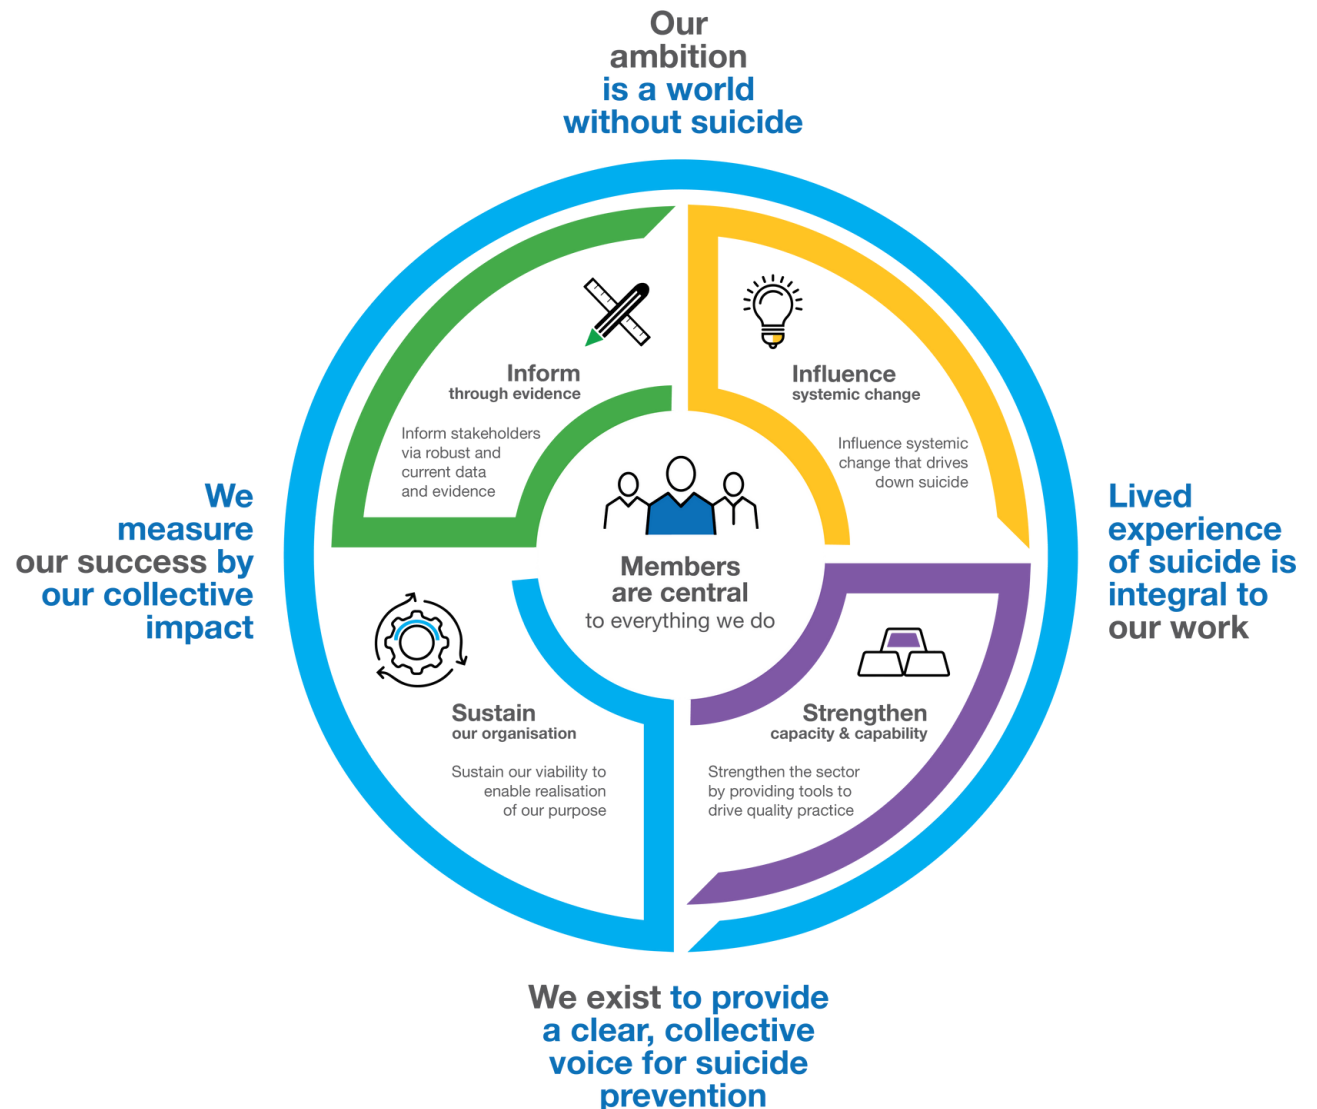 Our
ambition
is a world
without suicide
Inform
through evidence
Inform stakeholders
via robust and
current data
and evidence
Influence
systemic change
Influence systemic
change that drives
down suicide
We
measure
our success by
our collective
impact
Members
are central
to everything we do
Lived
experience
of suicide is
integral to
our work
Sustain
our organisation
Sustain our viability to
enable realisation
of our purpose
Strengthen
capacity & capability
Strengthen the sector
by providing tools to
drive quality practice
We exist to provide
a clear, collective
voice for suicide
prevention